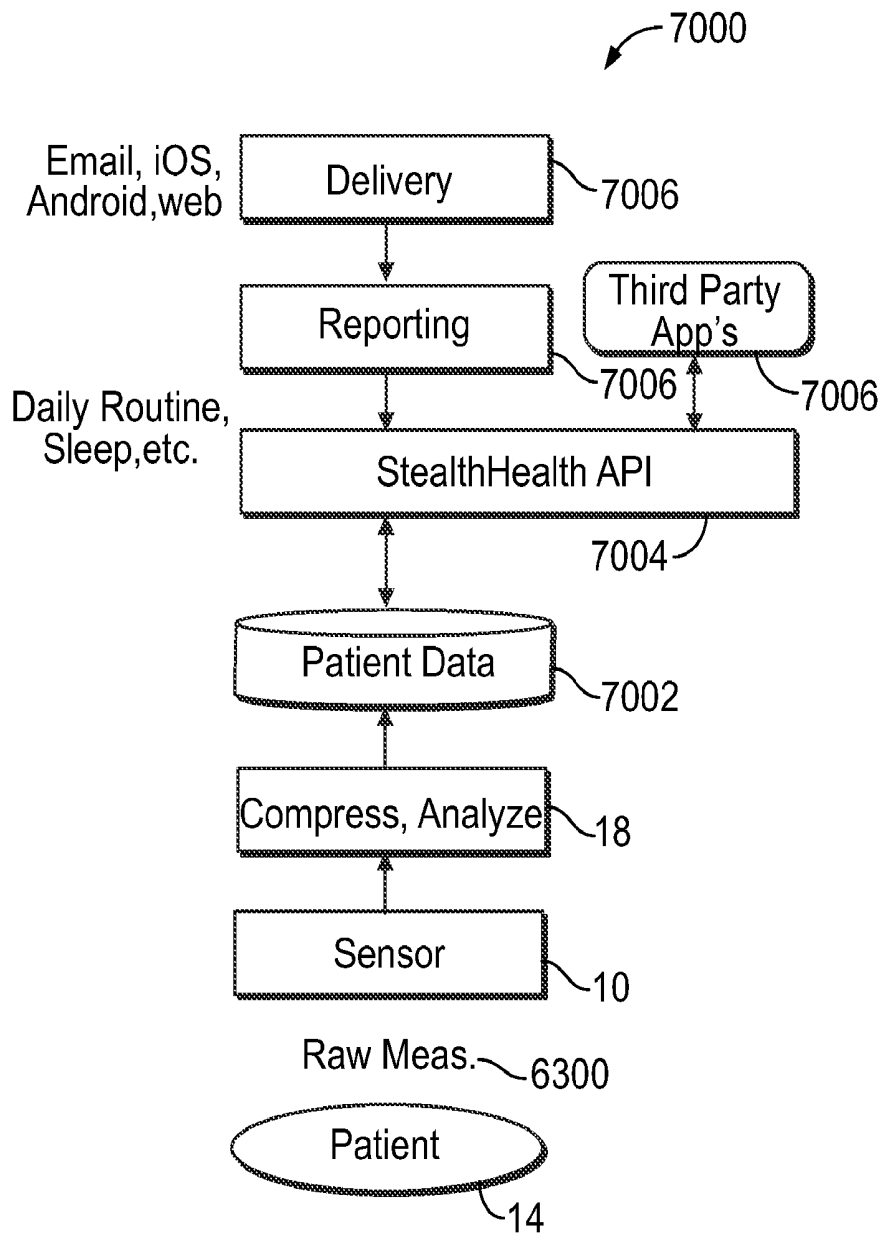 7000
Email, iOS,
Android,web
Delivery
7006
Reporting
7006
Third Party
App's
7006
Daily Routine,
Sleep,etc.
StealthHealth API
7004
Patient Data
7002
Compress, Analyze
18
Sensor
10
Raw Meas.
6300
Patient
14